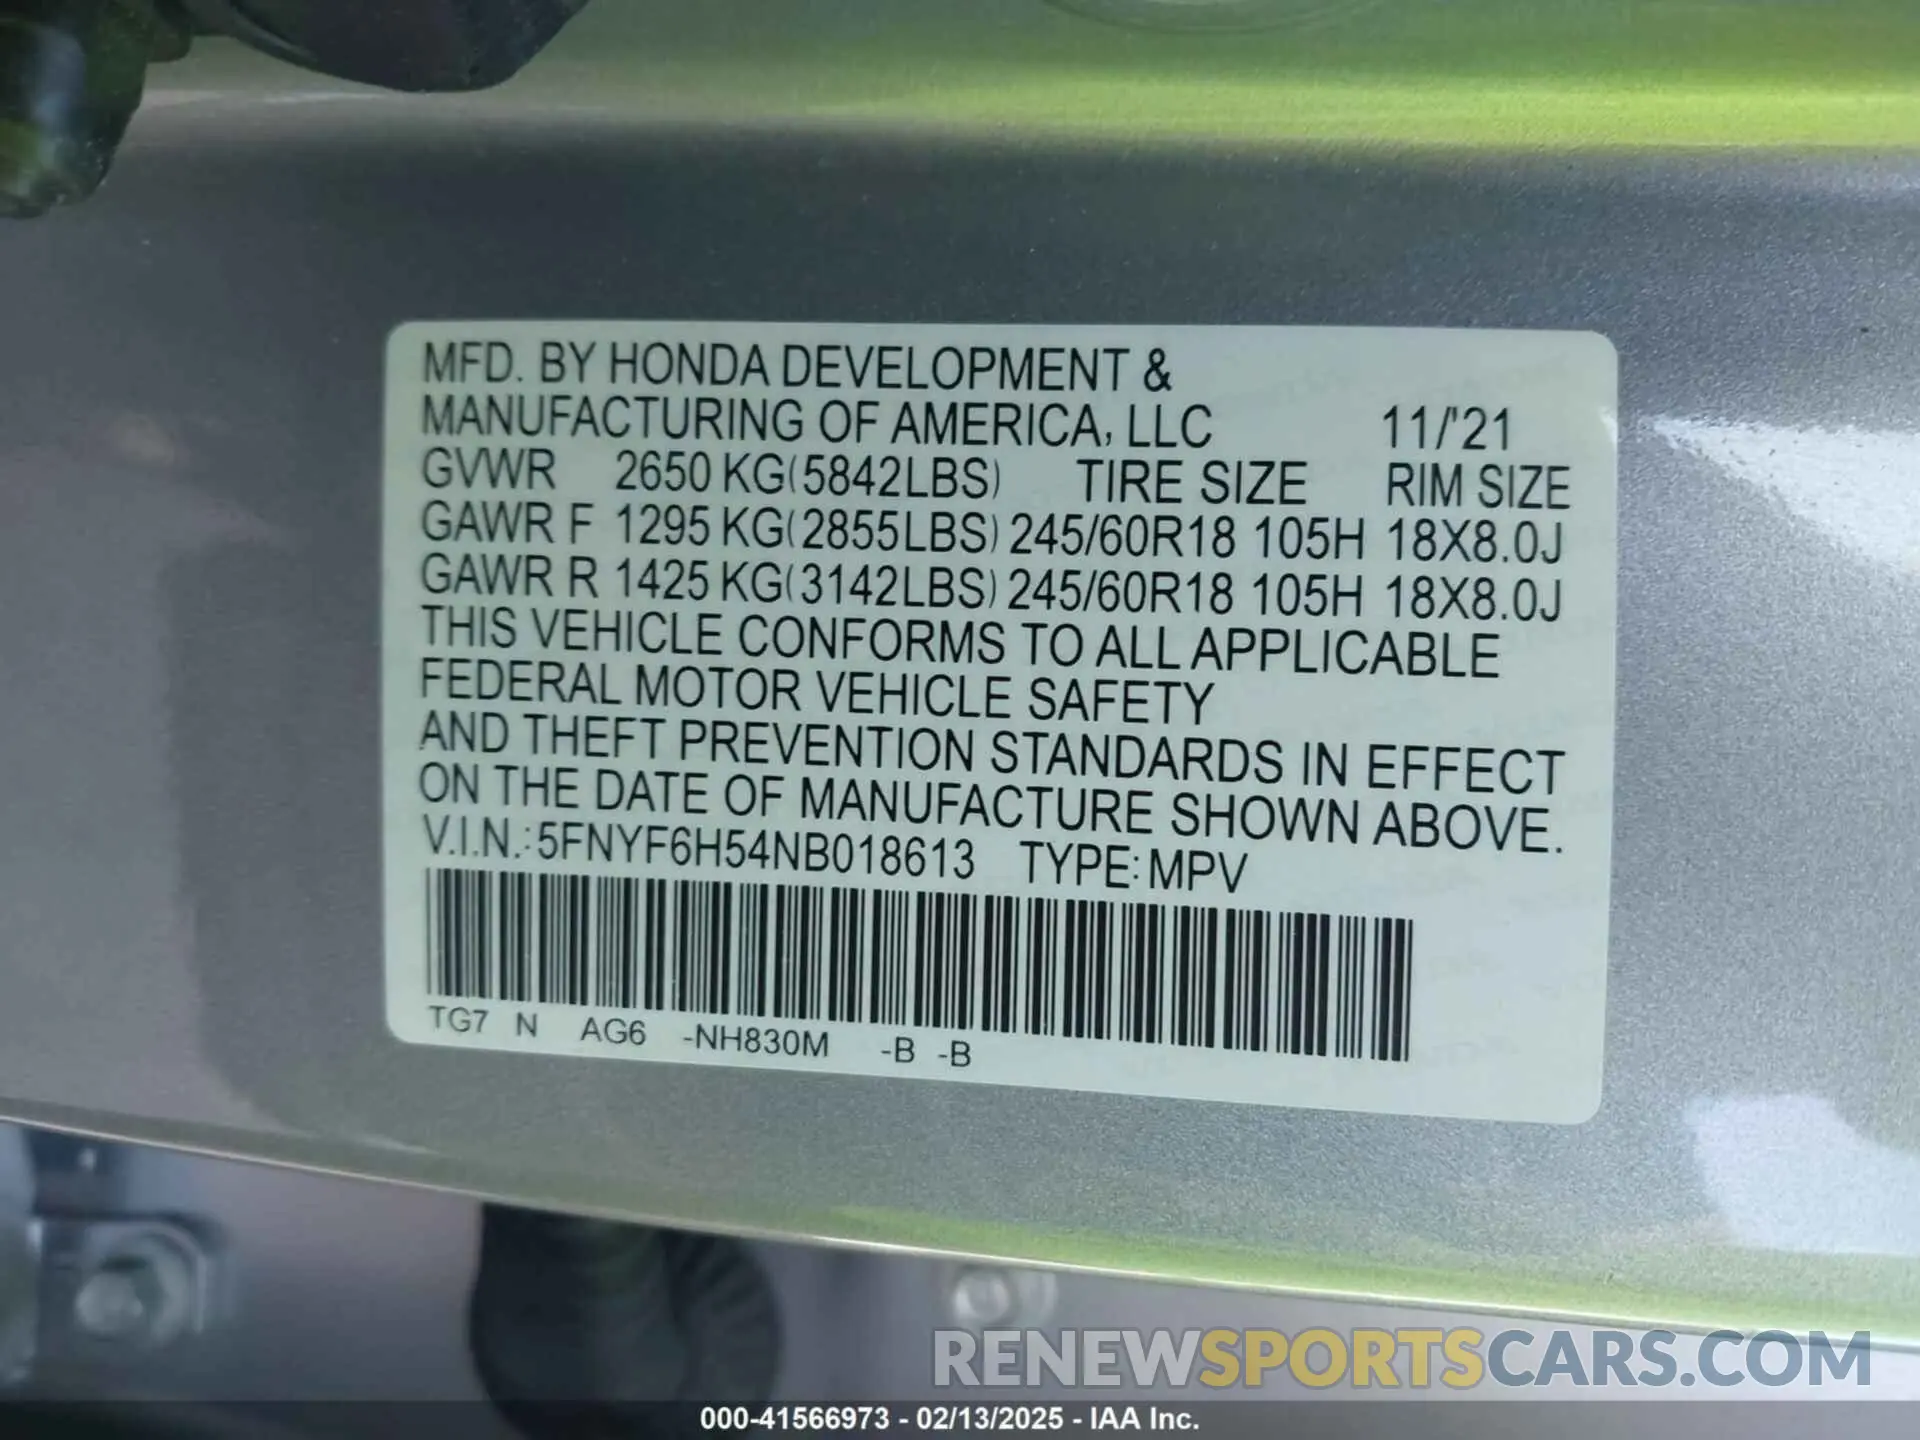 MFD. BY HONDA DEVELOPMENT &
MANUFACTURING OF AMERICA, LLC 11/'21
GVWR 2650 KG(5842LBS) TIRE SIZE RIM SIZE
GAWR F 1295 KG(2855LBS) 245/60R18 105H 18X8.0J
GAWR R 1425 KG(3142LBS) 245/60R18 105H 18X8.0J
THIS VEHICLE CONFORMS TO ALL APPLICABLE
FEDERAL MOTOR VEHICLE SAFETY
AND THEFT PREVENTION STANDARDS IN EFFECT
ON THE DATE OF MANUFACTURE SHOWN ABOVE.
V.I.N.: 5FNYF6H54NB018613 TYPE: MPV
TG7 N AG6 -NH830M -B -B
RENEWSPORTSCARS.COM
000-41566973 - 02/13/2025 - IAA Inc.